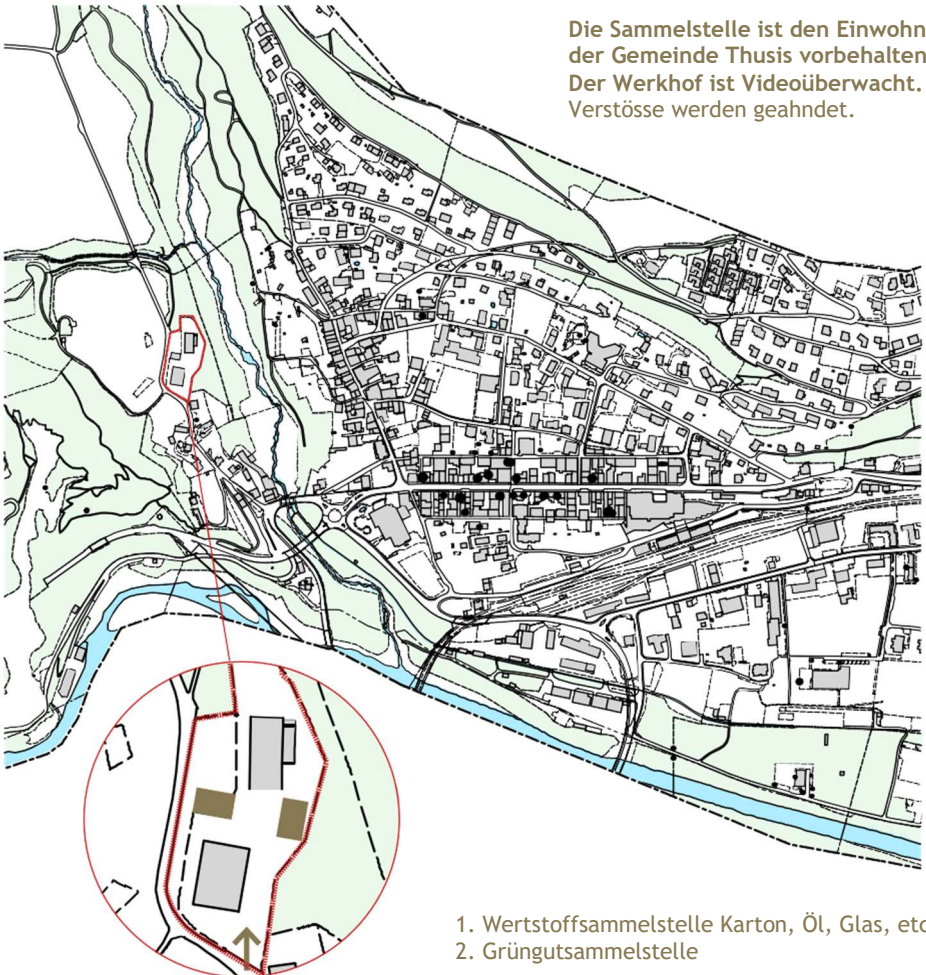 Die Sammelstelle ist den Einwohn
der Gemeinde Thusis vorbehalten
Der Werkhof ist Videoüberwacht.
Verstösse werden geahndet.
1. Wertstoffsammelstelle Karton, Öl, Glas, etc
2. Grüngutsammelstelle